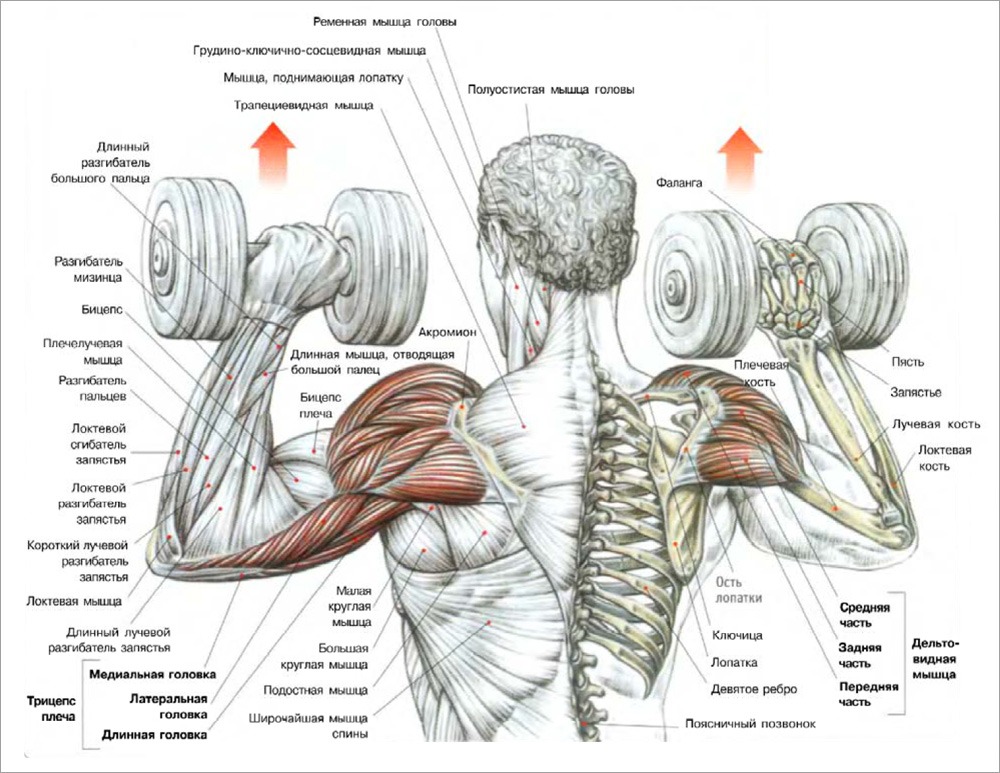 Ременная мышца головы
Грудино-ключично-сосцевидная мышца
Мышца, поднимающая лопатку
Трапециевидная мышца
Полуостистая мышца головы
Длинный
разгибатель
большого пальца
Фаланга
Разгибатель
мизинца
Бицепс
Плечелучевая
мышца
Разгибатель
пальцев
Локтевой
сгибатель
запястья
Локтевой
разгибатель
запястья
Короткий лучевой
разгибатель
запястья
Локтевая мышца
Длинный лучевой
разгибатель запястья
Акромион
Длинная мышца, отводящая
большой палец
Бицепс
плеча
Плечевая
кость
Пясть
Запястье
Лучевая кость
Локтевая
кость
Малая
круглая
мышца
Большая
круглая мышца
Подостная мышца
Широчайшая мышца
спины
Трицепс
плеча
Медиальная головка
Латеральная
головка
Длинная головка
Ость
лопатки
Ключица
Лопатка
Девятое ребро
Поясничный позвонок
Средняя
часть
Задняя
часть
Передняя
часть
Дельто-
видная
мышца